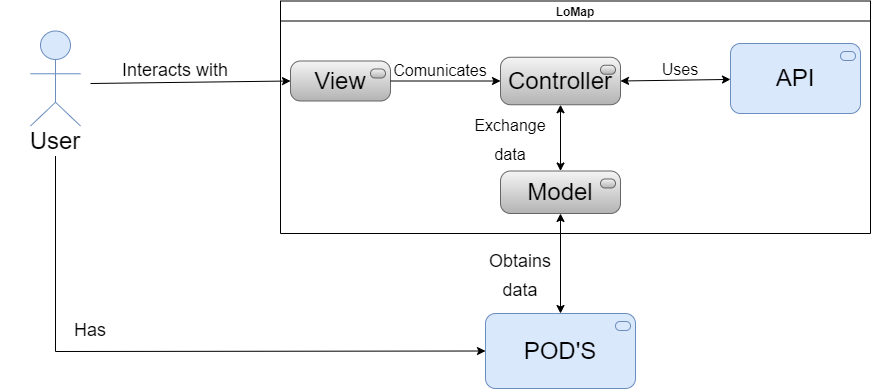 LoMap
Interacts with
View
Comunicates
Controller
Uses
API
User
Exchange
data
Model
Obtains
data
Has
POD'S